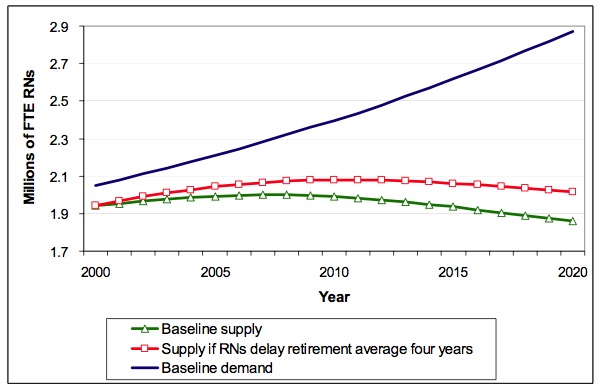 2.9
2.7
2.5
2.3
2.1
1.9
1.7
Millions of FTE RNs
2000 2005 2010 2015 2020
Year
Baseline supply
Supply if RNs delay retirement average four years
Baseline demand